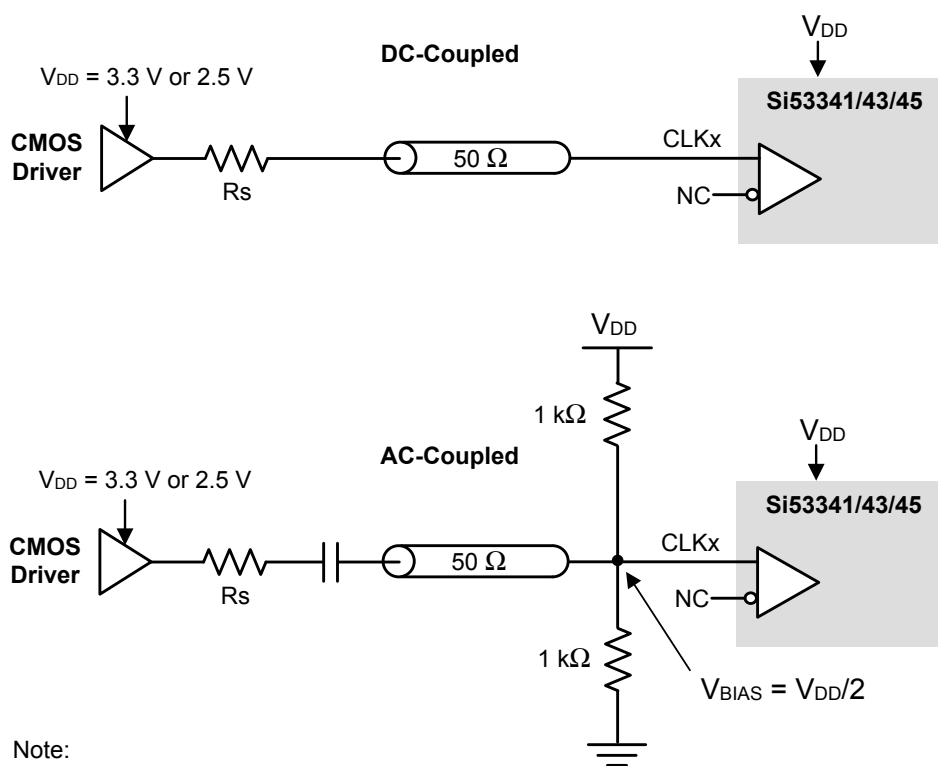 DC-Coupled
VDD
VDD = 3.3 V or 2.5 V
Si53341/43/45
CMOS
Driver
Rs
50 Ω
CLKx
NC
VDD
1 kΩ
AC-Coupled
VDD
VDD = 3.3 V or 2.5 V
Si53341/43/45
CMOS
Driver
Rs
50 Ω
CLKx
NC
1 kΩ
VBIAS = VDD/2
Note: